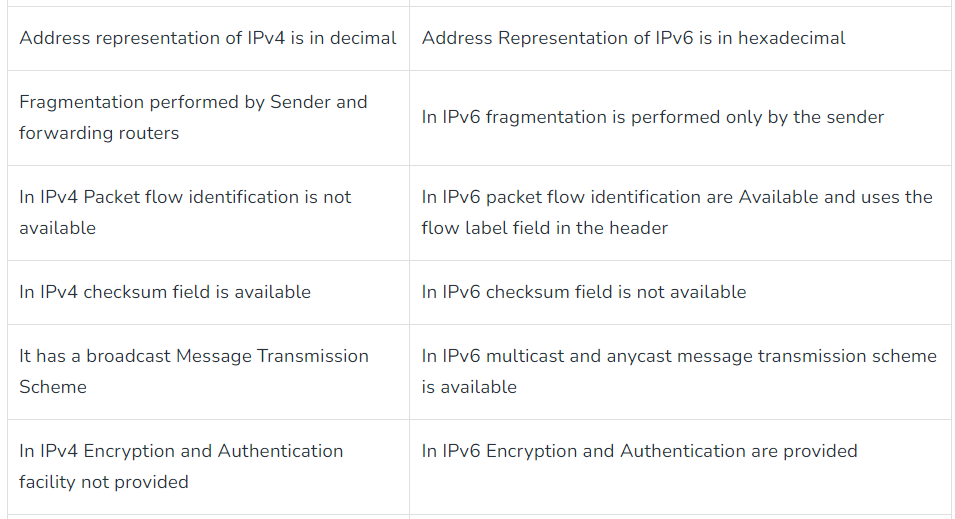 Address representation of IPv4 is in decimal
Address Representation of IPv6 is in hexadecimal
Fragmentation performed by Sender and
forwarding routers
In IPv6 fragmentation is performed only by the sender
In IPv4 Packet flow identification is not
available
In IPv6 packet flow identification are Available and uses the
flow label field in the header
In IPv4 checksum field is available
In IPv6 checksum field is not available
It has a broadcast Message Transmission
Scheme
In IPv6 multicast and anycast message transmission scheme
is available
In IPv4 Encryption and Authentication
facility not provided
In IPv6 Encryption and Authentication are provided